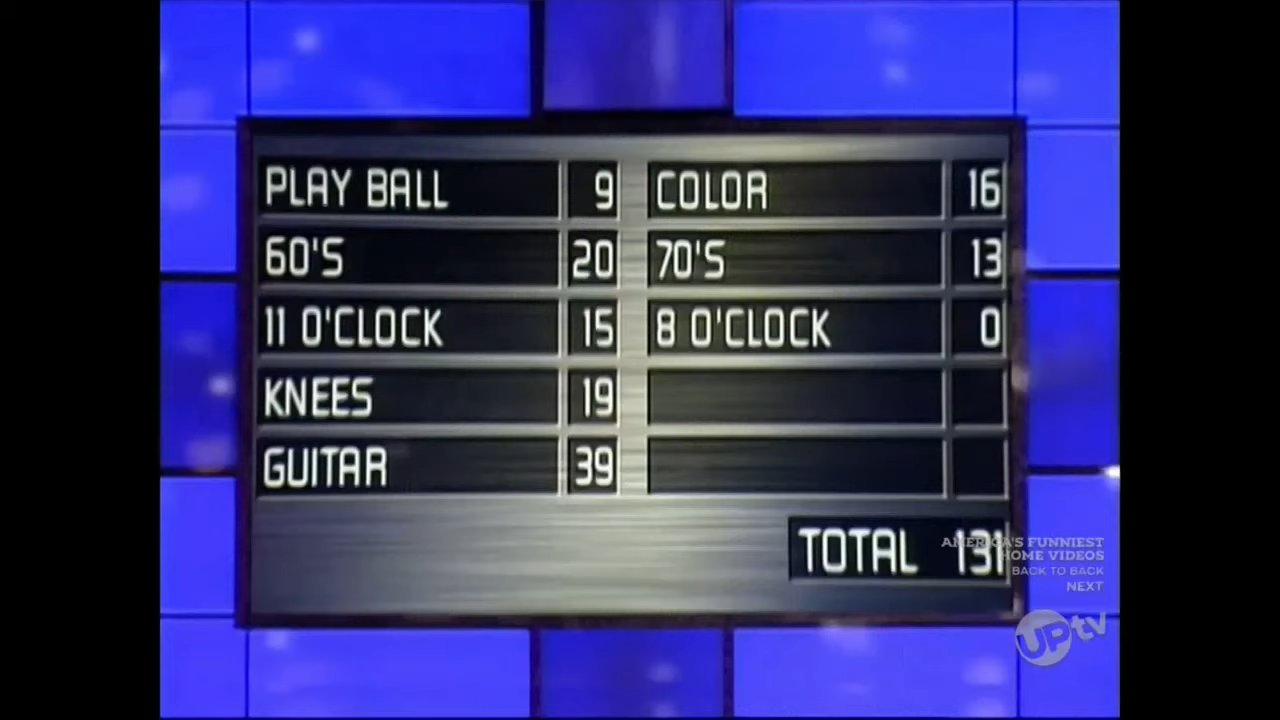 PLAY BALL 9
60'S 20
11 O'CLOCK 15
KNEES 19
GUITAR 39
COLOR 16
70'S 13
8 O'CLOCK 0
TOTAL 131
AMERICA'S FUNNIEST
HOME VIDEOS
BACK TO BACK
NEXT
UPtv